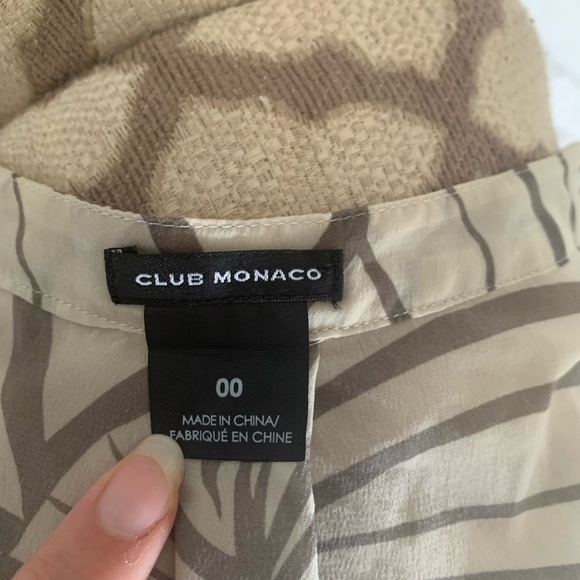 CLUB MONACO
00
MADE IN CHINA/
FABRIQUÉ EN CHINE